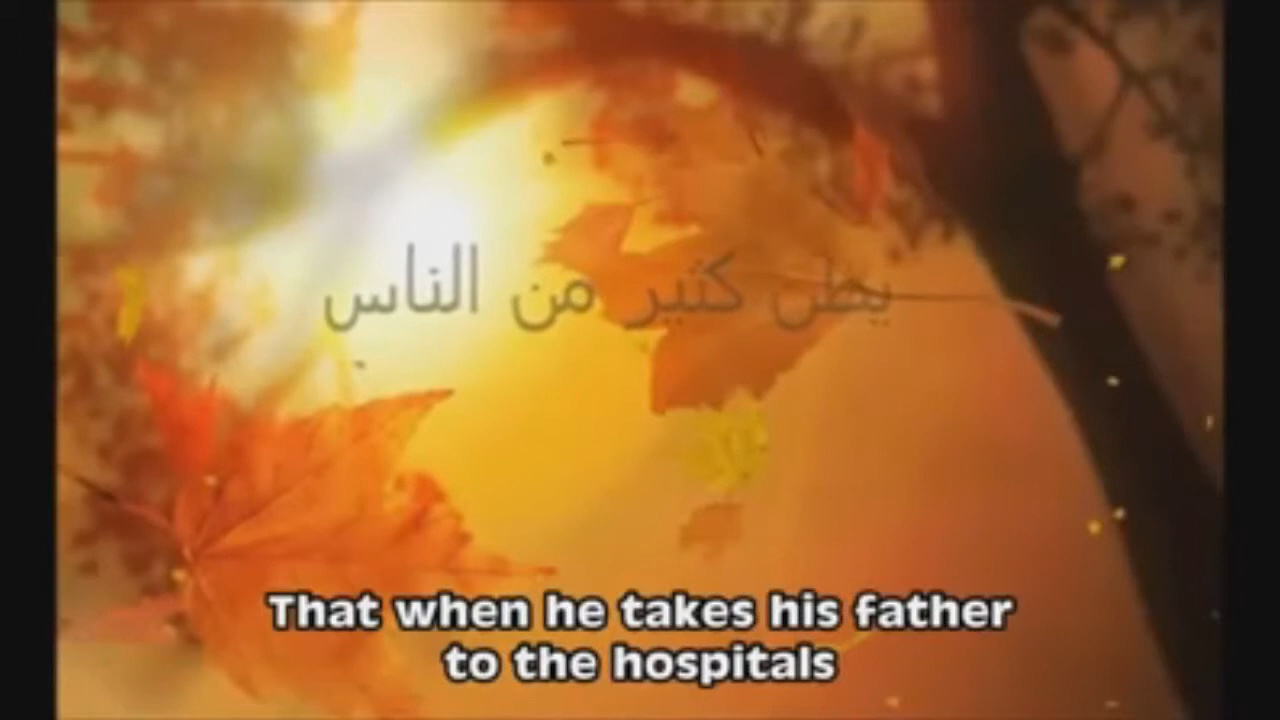 يظن كثير من الناس
That when he takes his father
to the hospitals